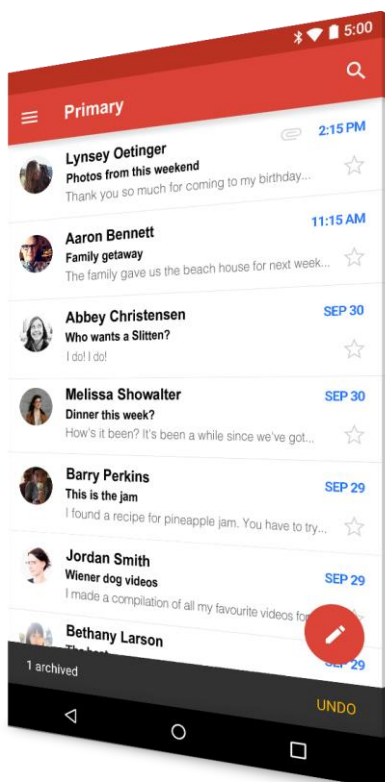 5:00
Primary
Lynsey Oetinger
2:15 PM
Photos from this weekend
Thank you so much for coming to my birthday...
Aaron Bennett
11:15 AM
Family getaway
The family gave us the beach house for next week...
Abbey Christensen
SEP 30
Who wants a Slitten?
I do! I do!
Melissa Showalter
SEP 30
Dinner this week?
How's it been? It's been a while since we've got...
Barry Perkins
SEP 29
This is the jam
I found a recipe for pineapple jam. You have to try...
Jordan Smith
SEP 29
Wiener dog videos
I made a compilation of all my favourite videos for
Bethany Larson
29
1 archived
UNDO